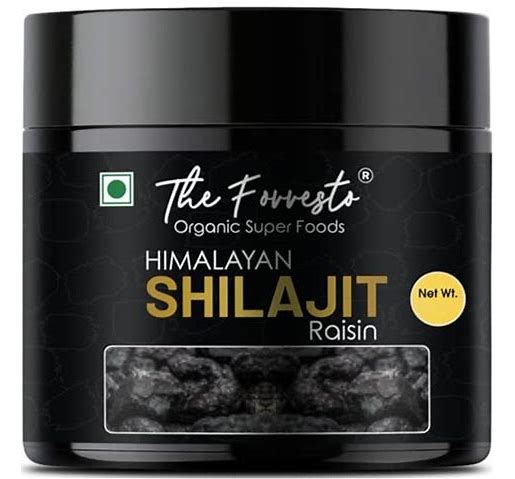 The Forresto®
Organic Super Foods
HIMALAYAN
SHILAJIT
Raisin
Net Wt.